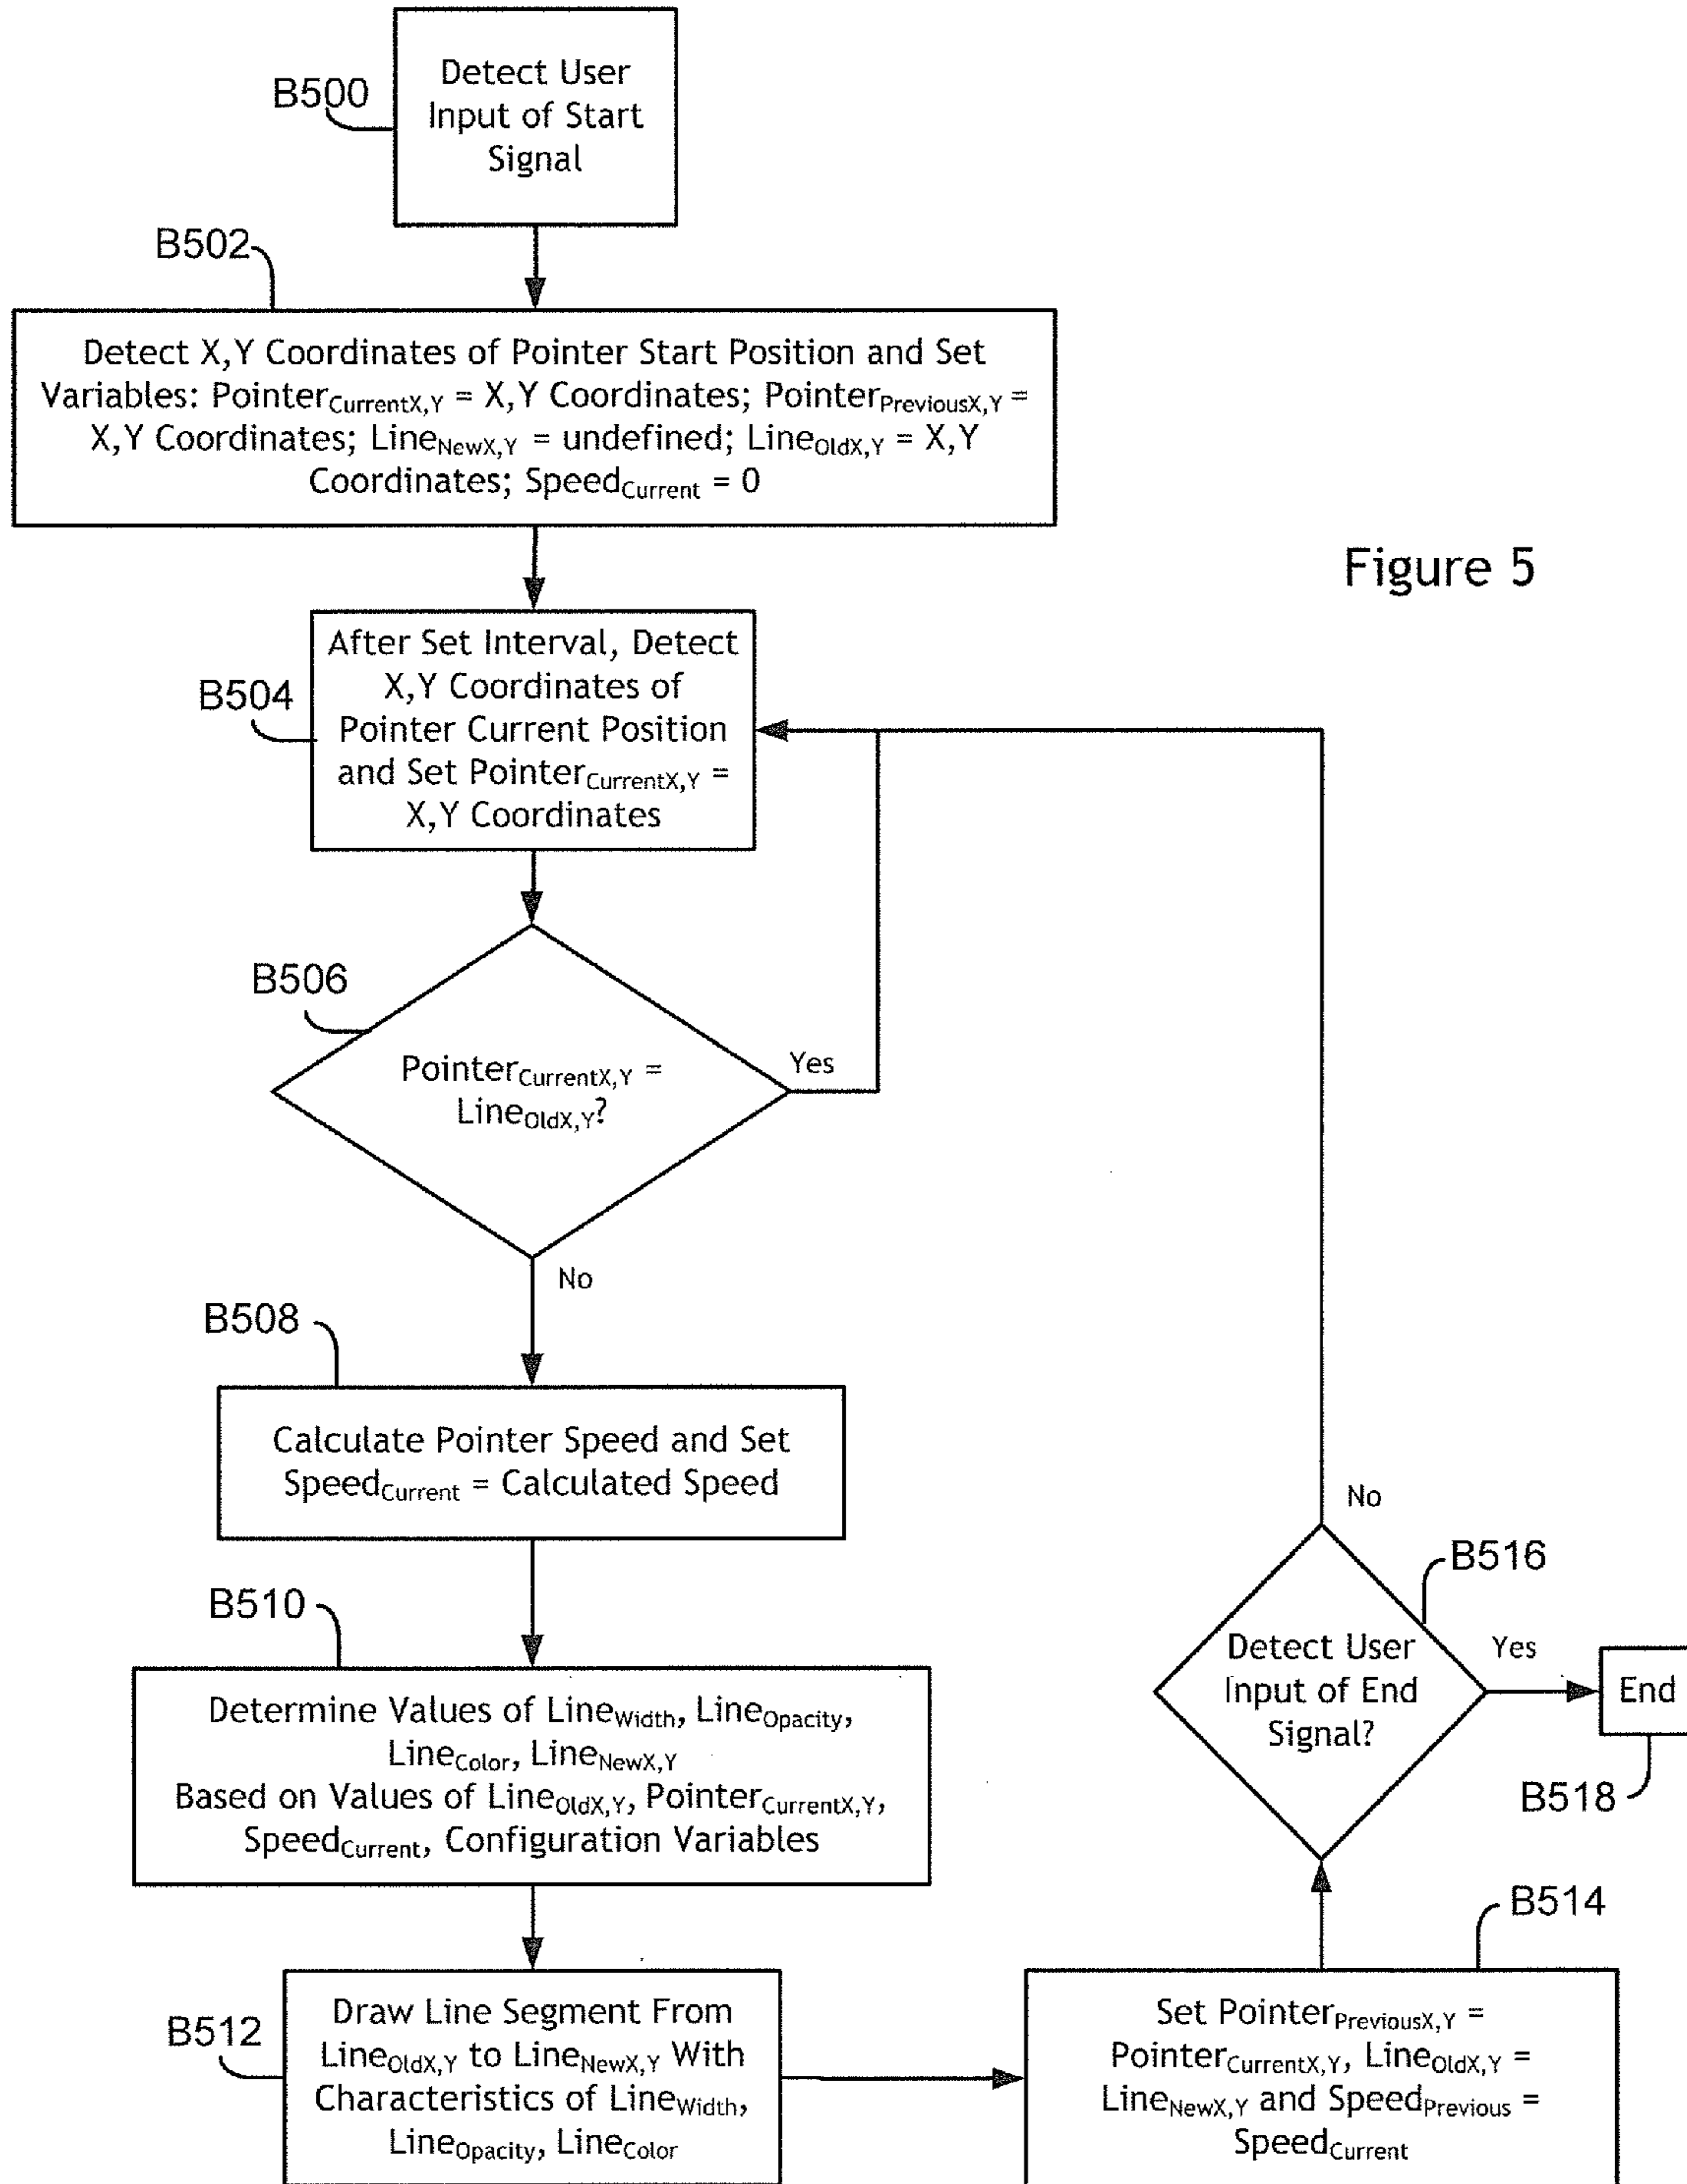 B500
Detect User
Input of Start
Signal
B502
Detect X,Y Coordinates of Pointer Start Position and Set
Variables: PointerCurrentX,Y = X,Y Coordinates; PointerPreviousX,Y =
X,Y Coordinates; LineNewX,Y = undefined; LineOldX,Y = X,Y
Coordinates; SpeedCurrent = 0
Figure 5
B504
After Set Interval, Detect
X,Y Coordinates of
Pointer Current Position
and Set PointerCurrentX,Y =
X,Y Coordinates
B506
PointerCurrentX,Y =
LineOldX,Y?
Yes
No
B508
Calculate Pointer Speed and Set
SpeedCurrent = Calculated Speed
B510
Determine Values of LineWidth, LineOpacity,
LineColor, LineNewX,Y
Based on Values of LineOldX,Y, PointerCurrentX,Y,
SpeedCurrent, Configuration Variables
B512
Draw Line Segment From
LineOldX,Y to LineNewX,Y With
Characteristics of LineWidth,
LineOpacity, LineColor
B514
Set PointerPreviousX,Y =
PointerCurrentX,Y, LineOldX,Y =
LineNewX,Y and SpeedPrevious =
SpeedCurrent
B516
Detect User
Input of End
Signal?
No
Yes
End
B518